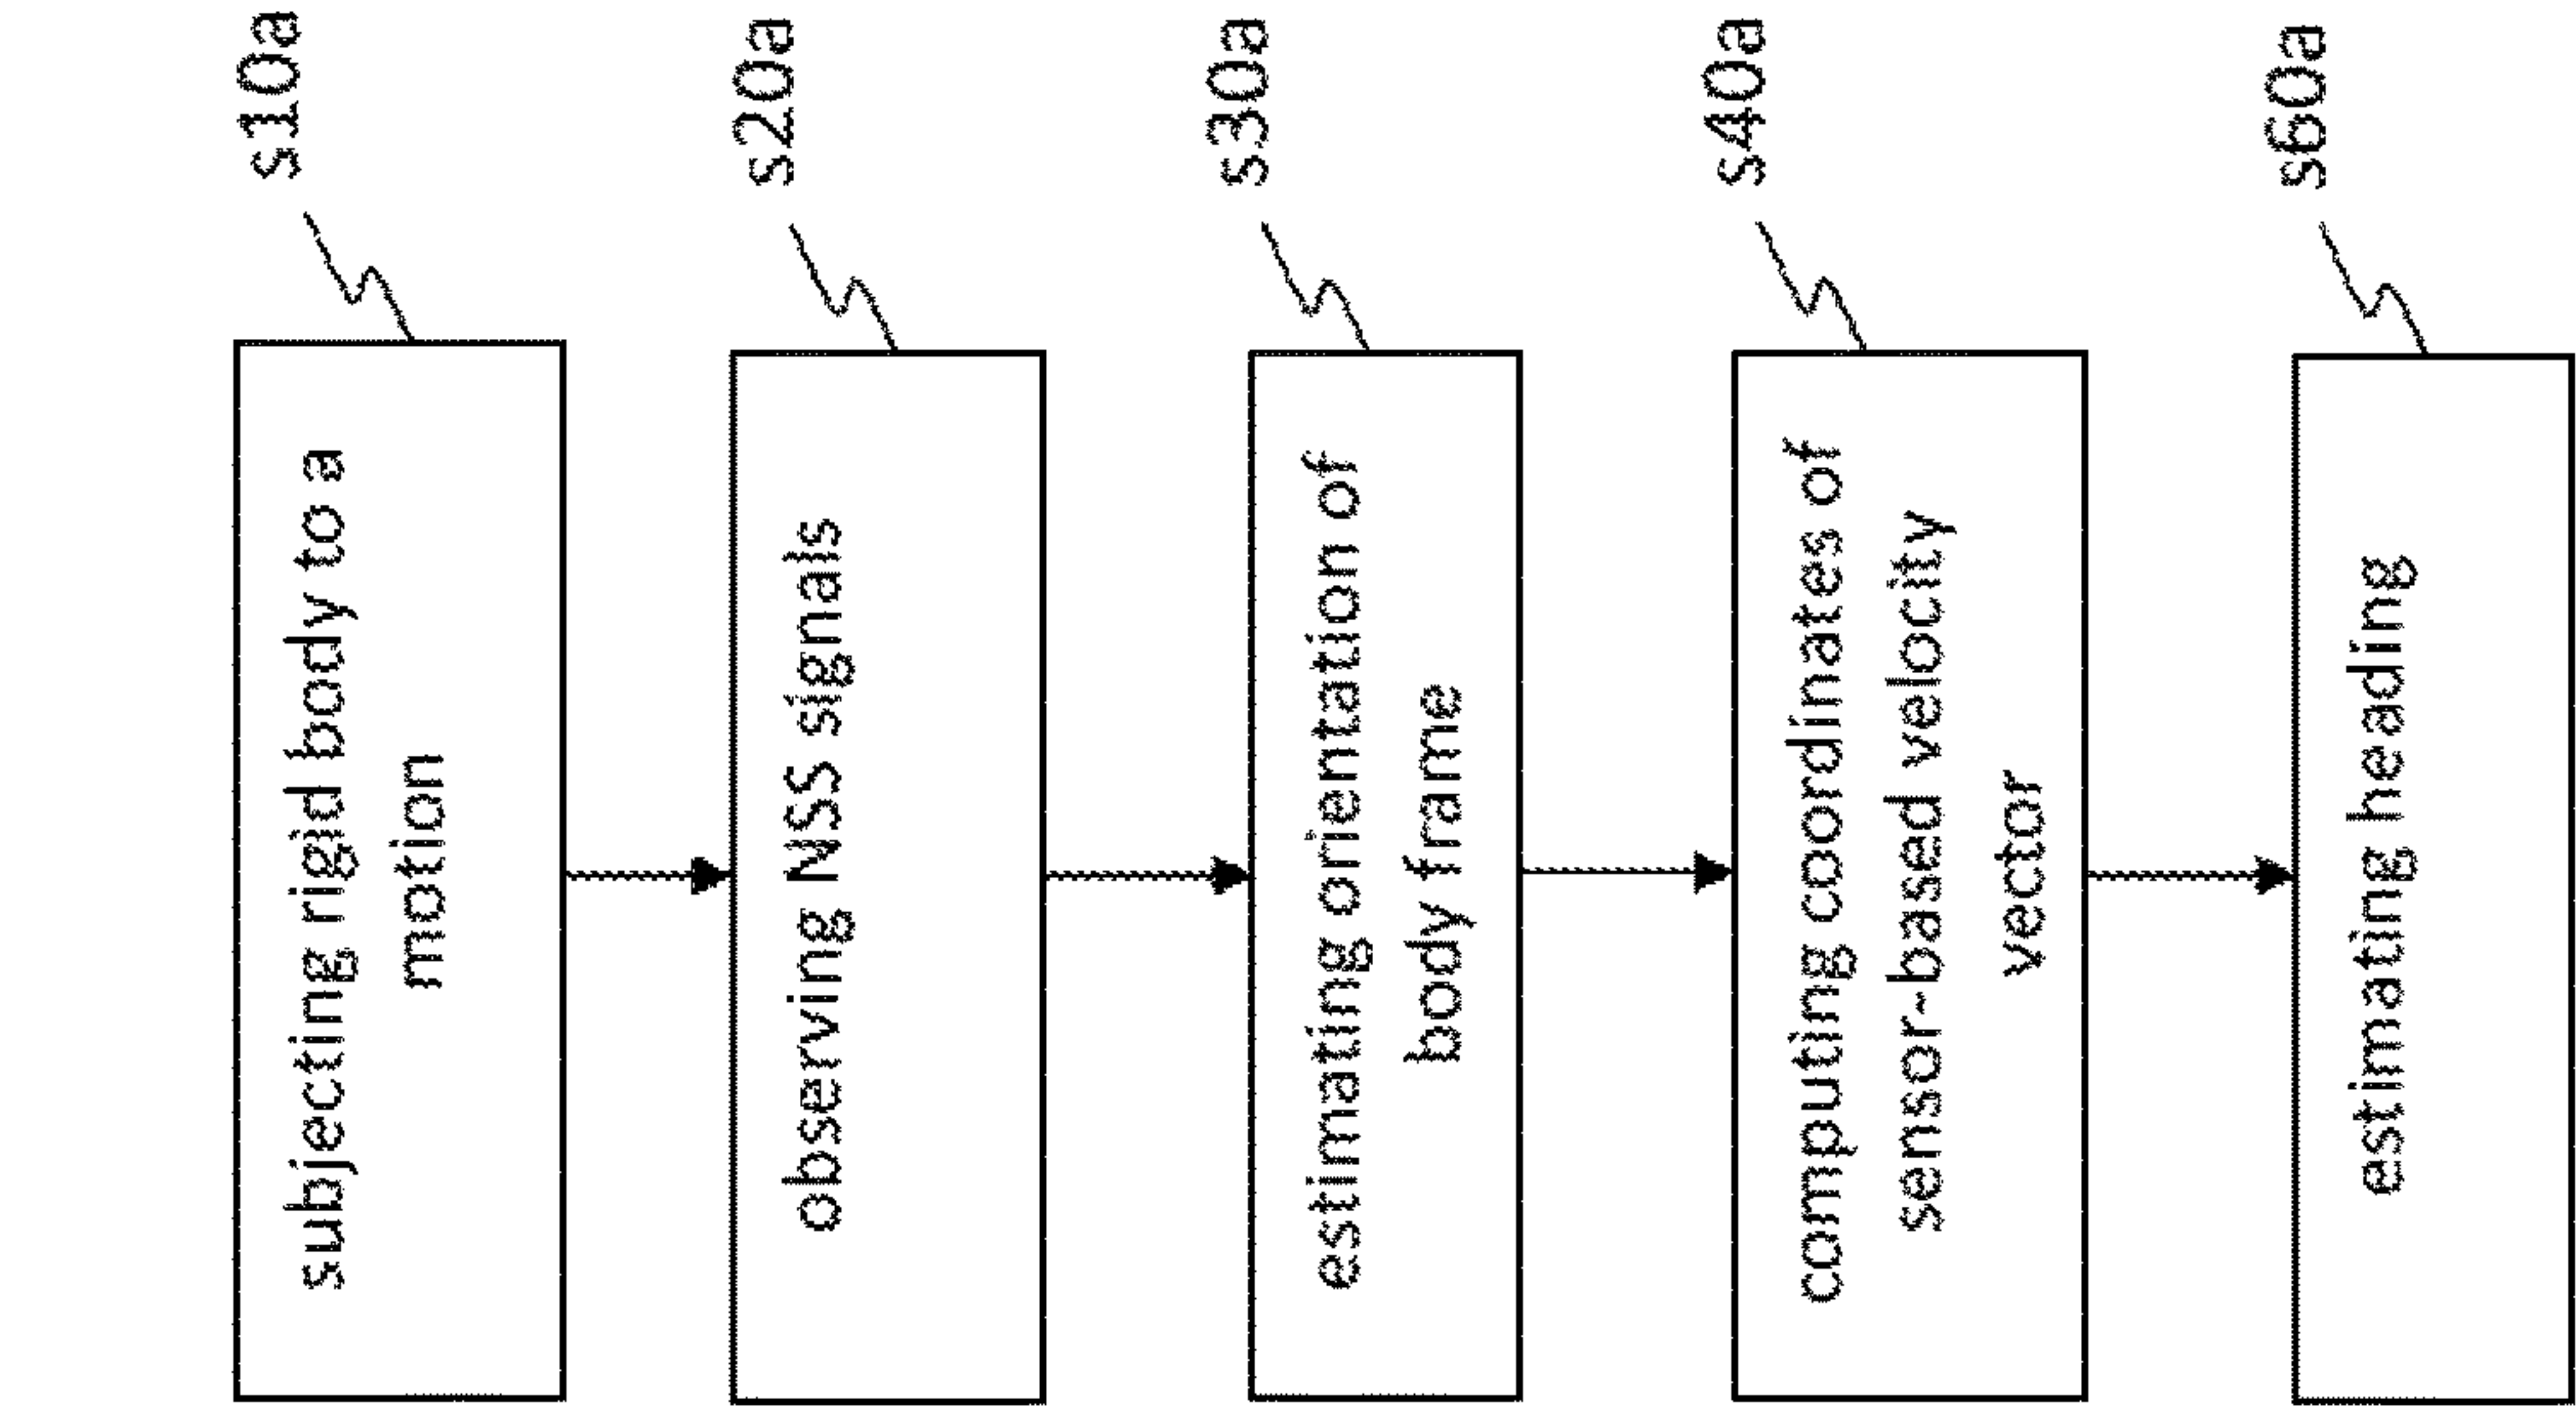 s10a
subjecting rigid body to a
motion
s20a
observing NSS signals
s30a
estimating orientation of
body frame
s40a
computing coordinates of
sensor-based velocity
vector
s60a
estimating heading